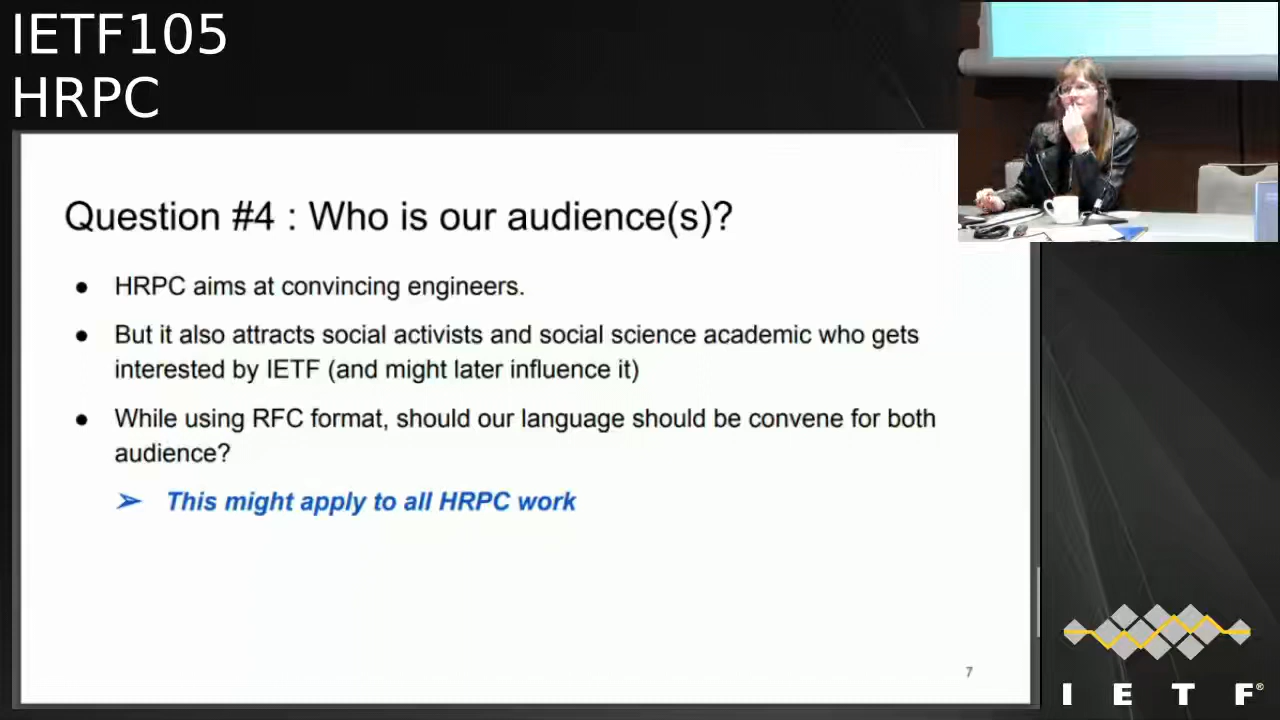 IETF105
HRPC
Question #4 : Who is our audience(s)?
● HRPC aims at convincing engineers.
● But it also attracts social activists and social science academic who gets
interested by IETF (and might later influence it)
● While using RFC format, should our language should be convene for both
audience?
➢ This might apply to all HRPC work
7
I E T F®